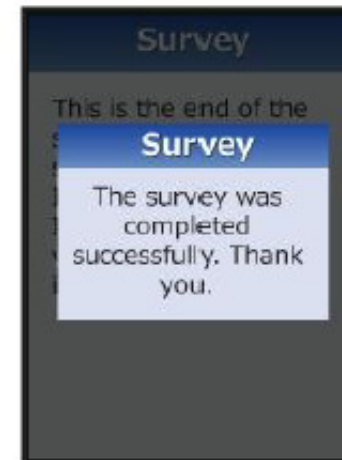 Survey
This is the end of the
Survey
The survey was
completed
successfully. Thank
you.